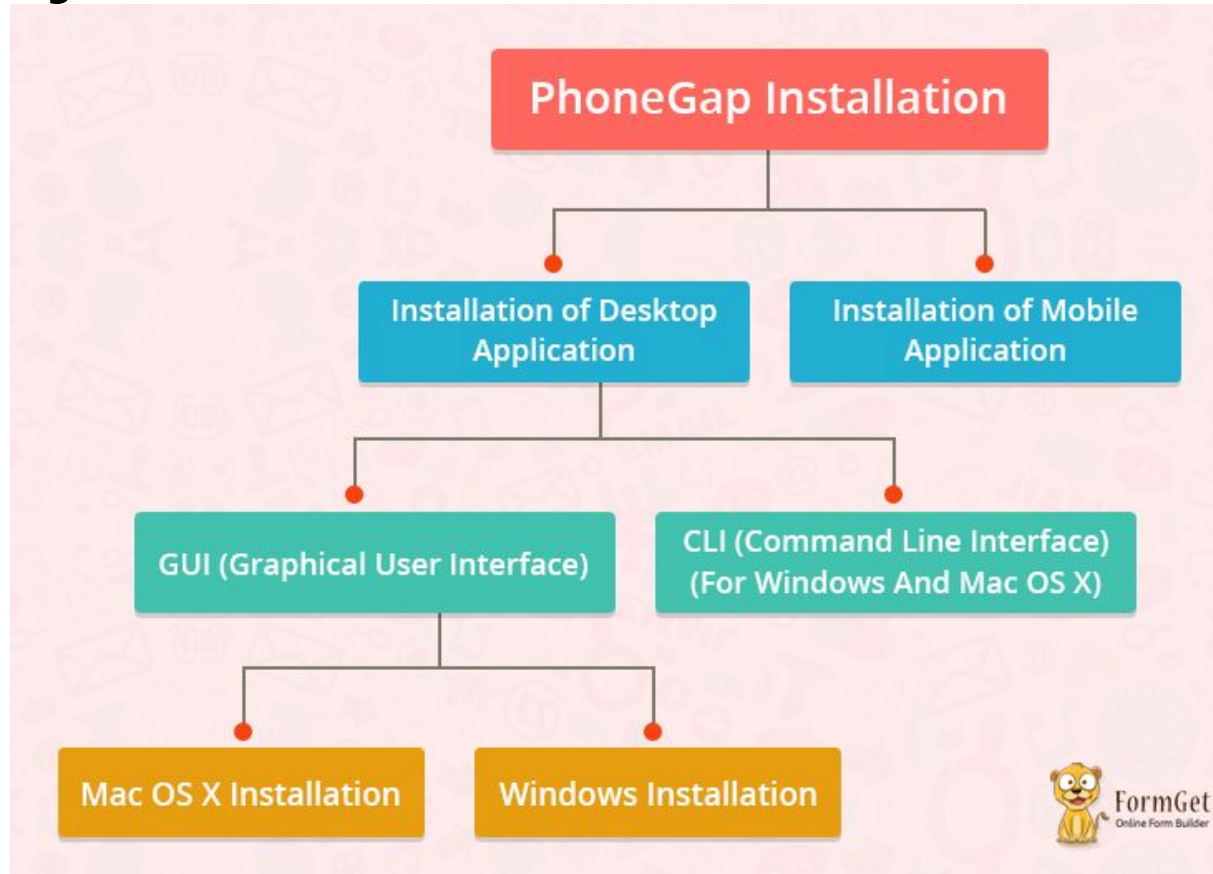 PhoneGap Installation
Installation of Desktop
Application
Installation of Mobile
Application
GUI (Graphical User Interface)
CLI (Command Line Interface)
(For Windows And Mac OS X)
Mac OS X Installation
Windows Installation
FormGet
Online Form Builder